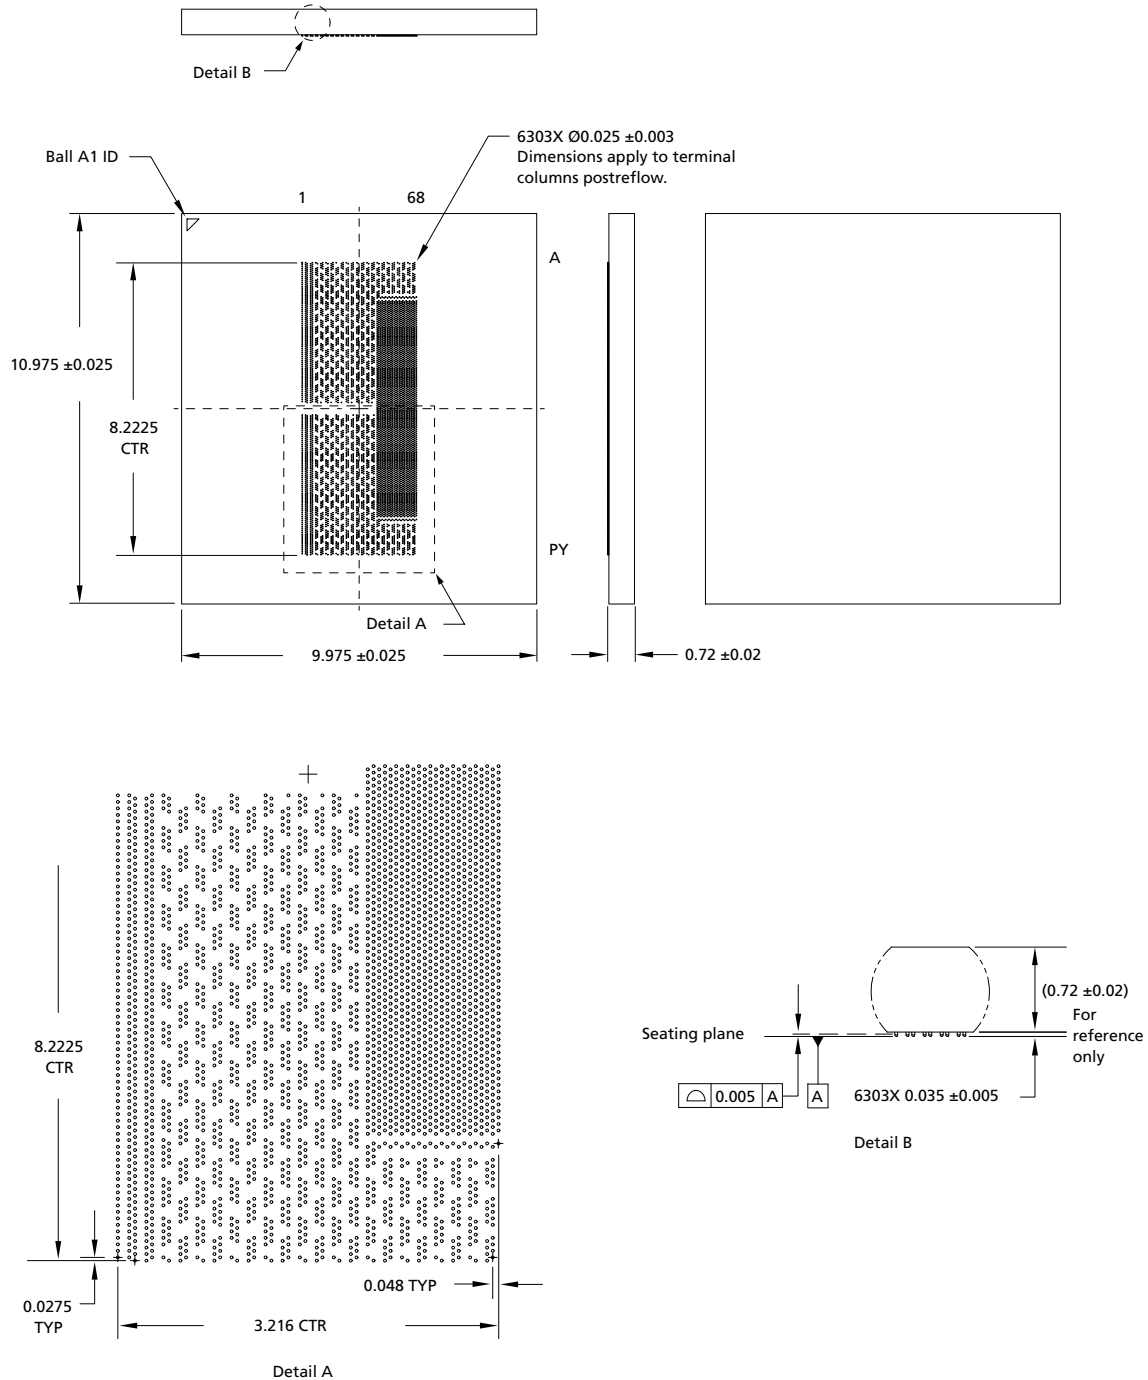 Detail B
6303X Ø0.025 ±0.003
Dimensions apply to terminal
columns postreflow.
Ball A1 ID
1
68
A
10.975 ±0.025
8.2225
CTR
PY
Detail A
9.975 ±0.025
0.72 ±0.02
8.2225
CTR
0.0275
TYP
0.048 TYP
3.216 CTR
Detail A
(0.72 ±0.02)
For
reference
only
Seating plane
0.005
A
A
6303X 0.035 ±0.005
Detail B